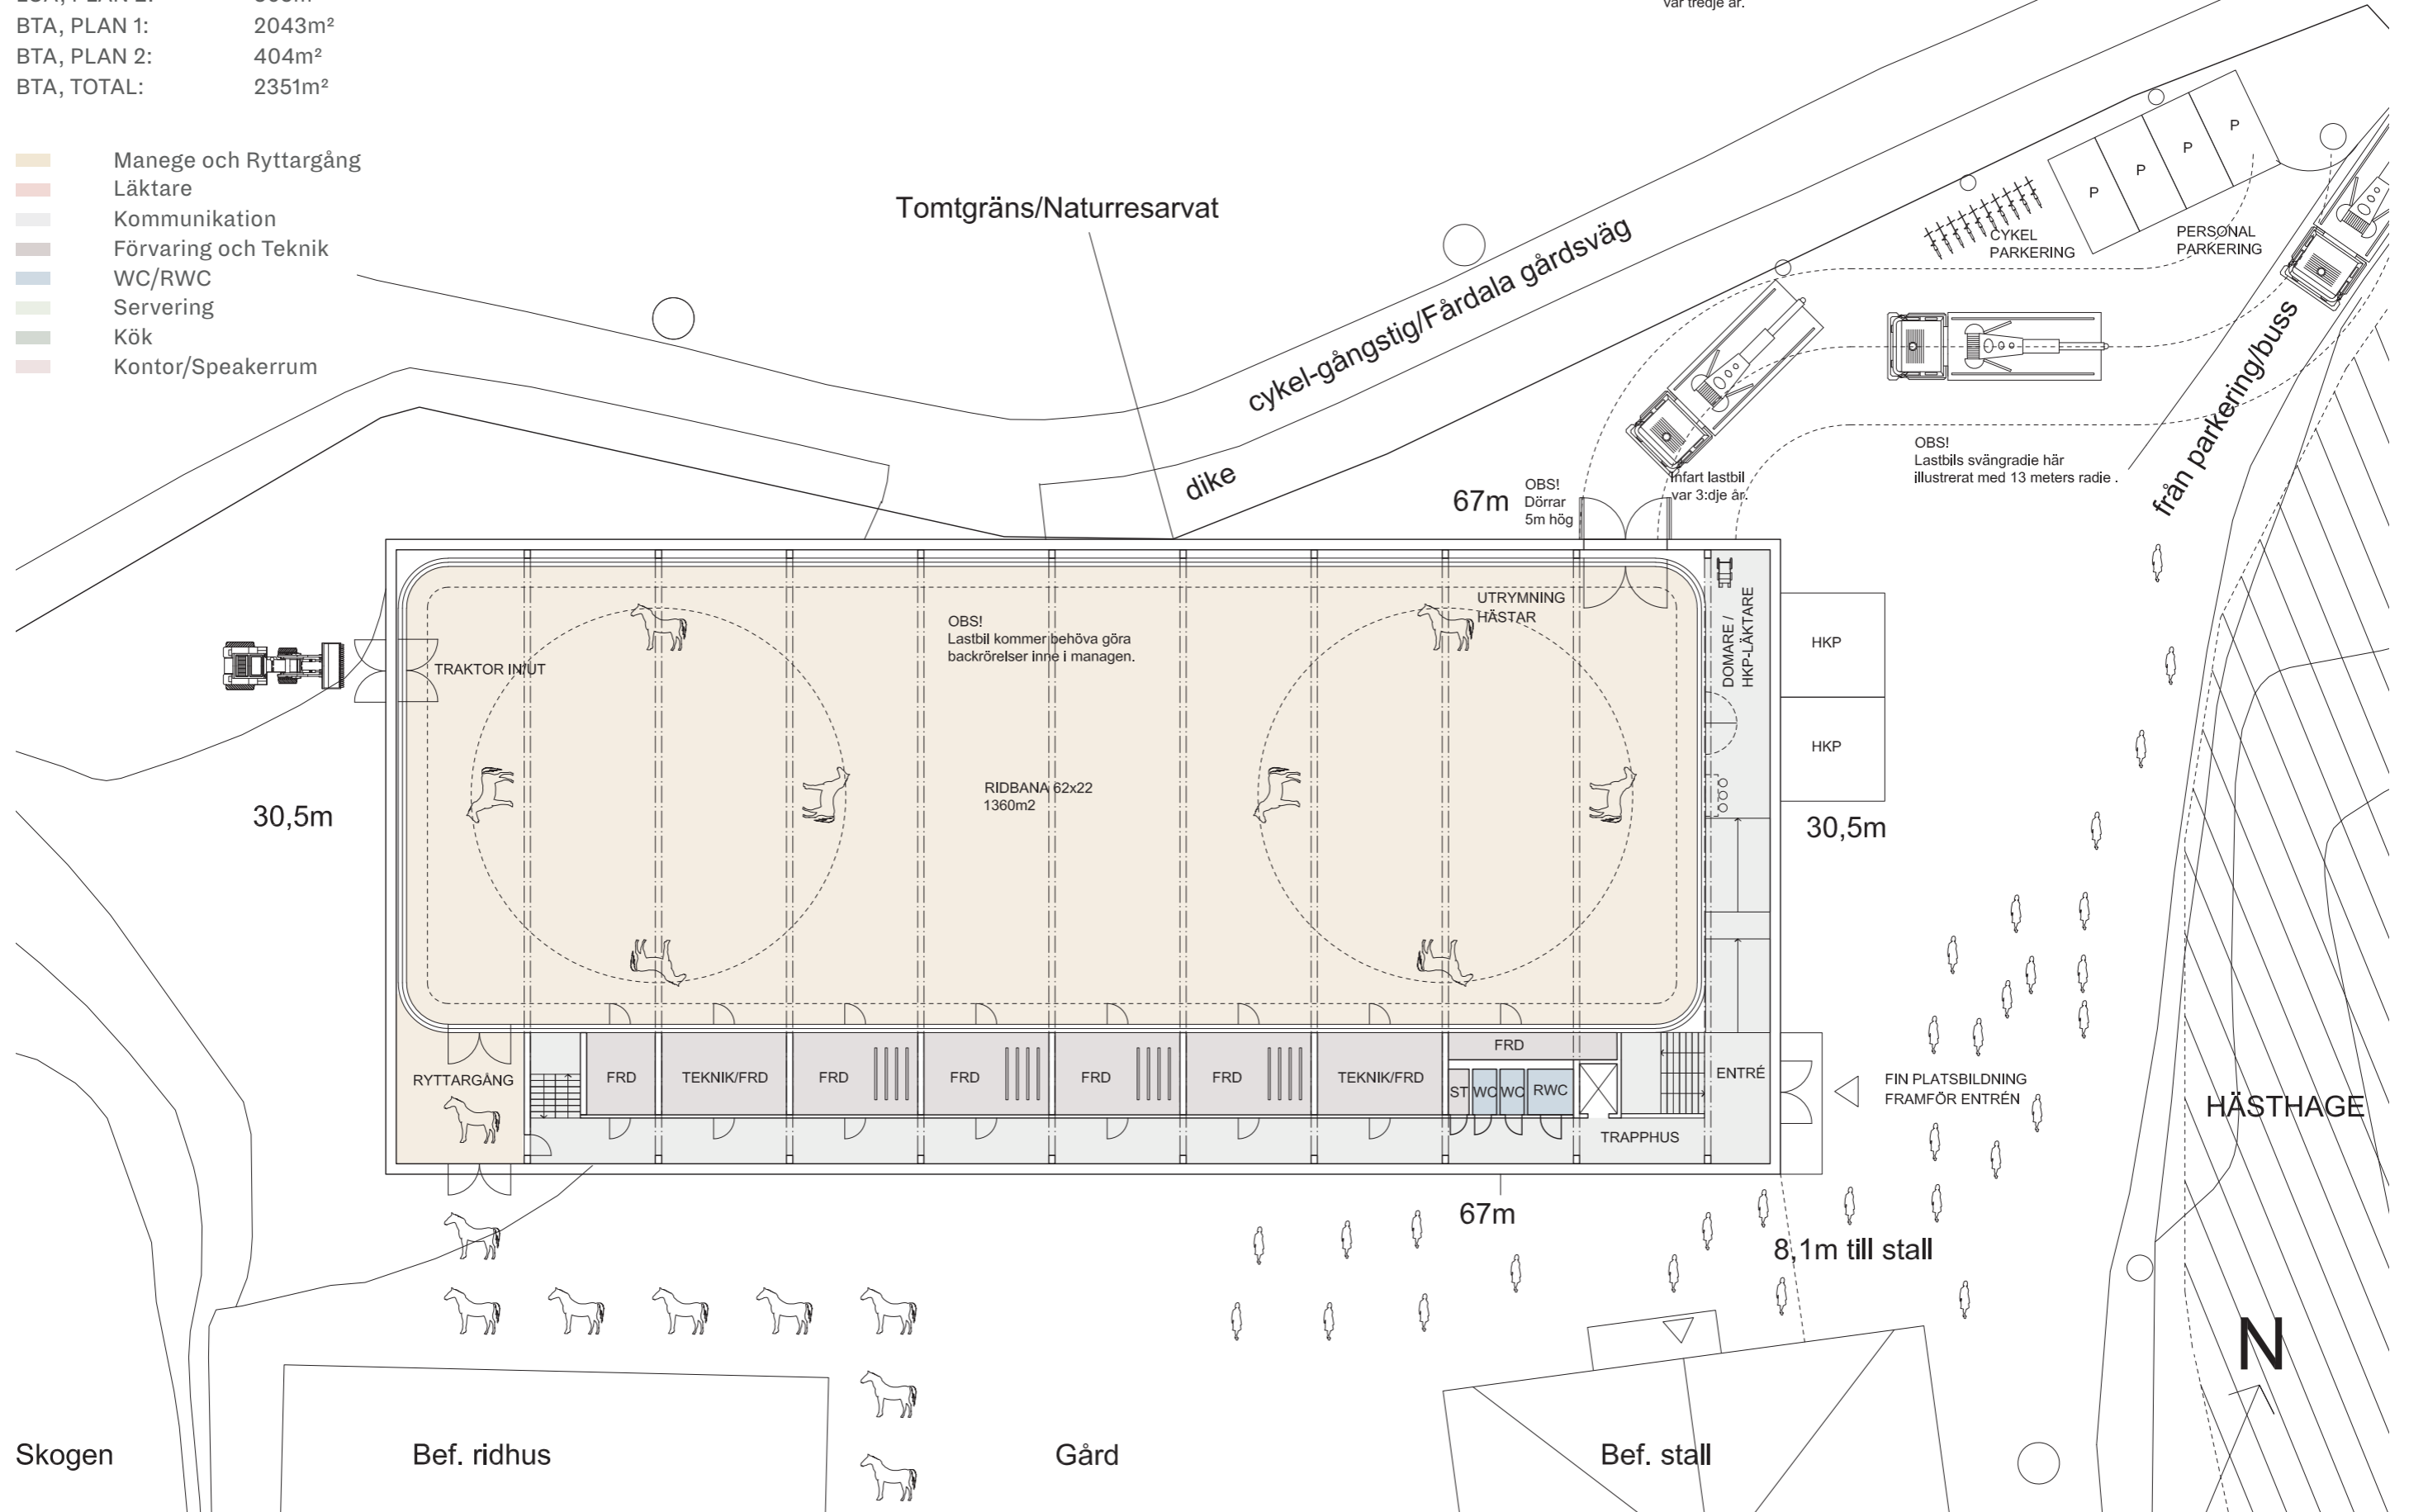 BTA, PLAN 1: 2043m²
BTA, PLAN 2: 404m²
BTA, TOTAL: 2351m²
Manege och Ryttargång
Läktare
Kommunikation
Förvaring och Teknik
WC/RWC
Servering
Kök
Kontor/Speakerrum
var tredje år.
Tomtgräns/Naturresarvat
cykel-gångstig/Fårdala gårdsväg
dike
P
P
P
P
CYKEL
PARKERING
PERSONAL
PARKERING
från parkering/buss
OBS!
Lastbils svängradie här
illustrerat med 13 meters radie .
Infart lastbil
var 3:dje år.
67m
OBS!
Dörrar
5m hög
UTRYMNING
HÄSTAR
OBS!
Lastbil kommer behöva göra
backrörelser inne i managen.
TRAKTOR IN/UT
DOMARE /
HKP-LÄKTARE
HKP
HKP
RIDBANA 62x22
1360m2
30,5m
30,5m
RYTTARGÅNG
FRD
TEKNIK/FRD
FRD
FRD
FRD
FRD
TEKNIK/FRD
FRD
ST
WC
WC
RWC
TRAPPHUS
ENTRÉ
FIN PLATSBILDNING
FRAMFÖR ENTRÉN
HÄSTHAGE
67m
8,1m till stall
N
Skogen
Bef. ridhus
Gård
Bef. stall